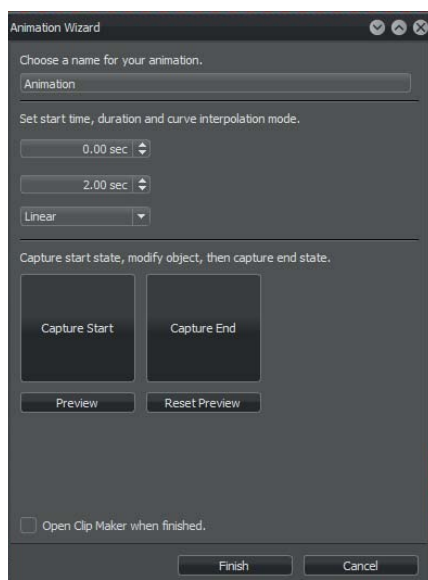 Animation Wizard
Choose a name for your animation.
Animation
Set start time, duration and curve interpolation mode.
0.00 sec
2.00 sec
Linear
Capture start state, modify object, then capture end state.
Capture Start Capture End
Preview Reset Preview
Open Clip Maker when finished.
Finish Cancel